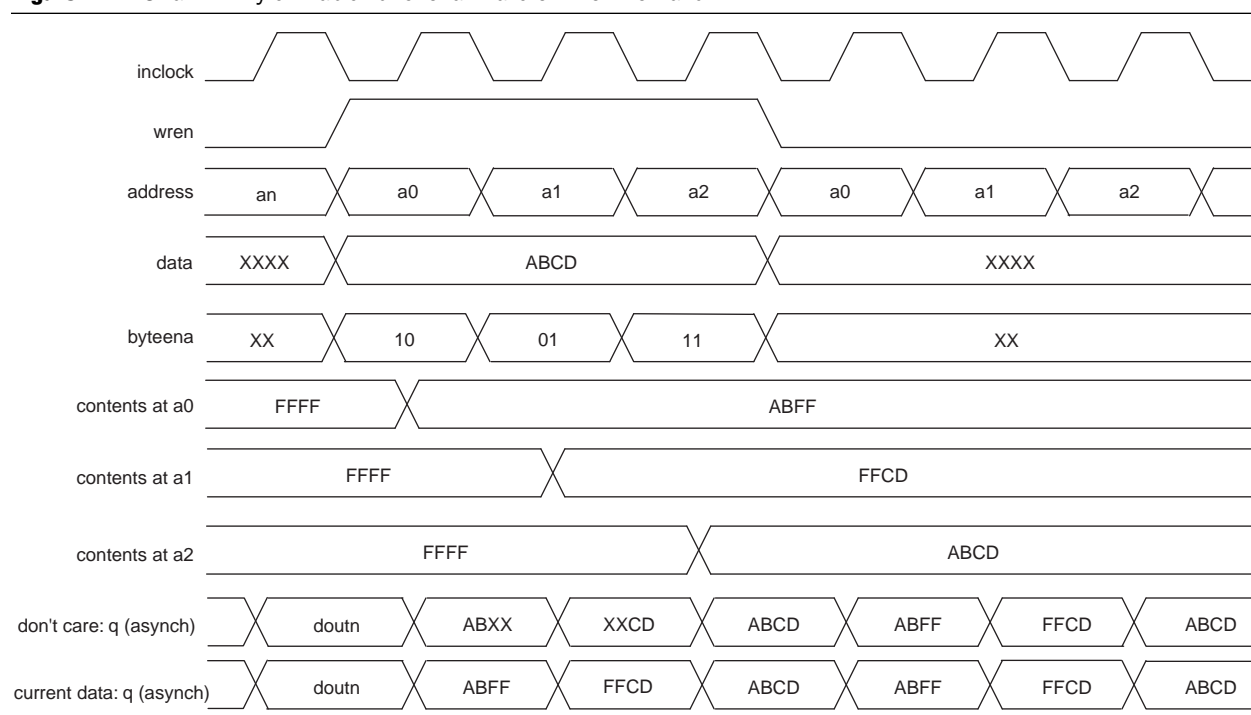 inclock
wren
address an a0 a1 a2 a0 a1 a2
data XXXX ABCD XXXX
byteena XX 10 01 11 XX
contents at a0 FFFF ABFF
contents at a1 FFFF FFCD
contents at a2 FFFF ABCD
don't care: q (asynch) doutn ABXX XXCD ABCD ABFF FFCD ABCD
current data: q (asynch) doutn ABFF FFCD ABCD ABFF FFCD ABCD